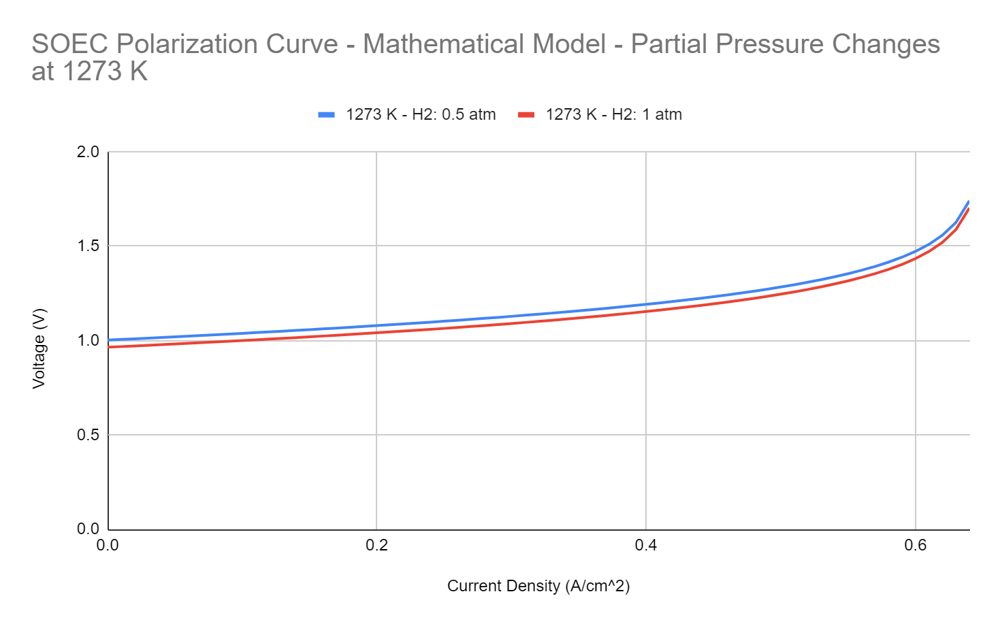 SOEC Polarization Curve - Mathematical Model - Partial Pressure Changes
at 1273 K
1273 K - H2: 0.5 atm
1273 K - H2: 1 atm
2.0
1.5
1.0
0.5
0.0
Voltage (V)
0.0
0.2
0.4
0.6
Current Density (A/cm^2)